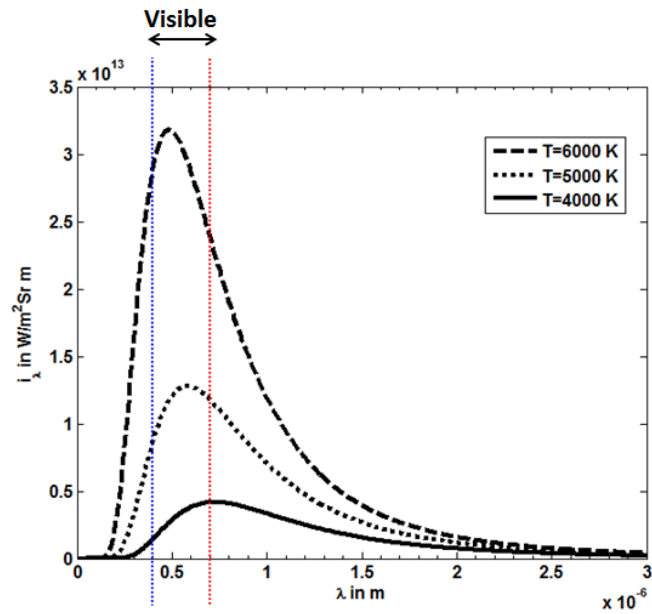 Visible
x 10^13
3.5
3
2.5
2
1.5
1
0.5
0
i_λ in W/m²Sr m
T=6000 K
T=5000 K
T=4000 K
0 0.5 1 1.5 2 2.5 3
λ in m
x 10^-6